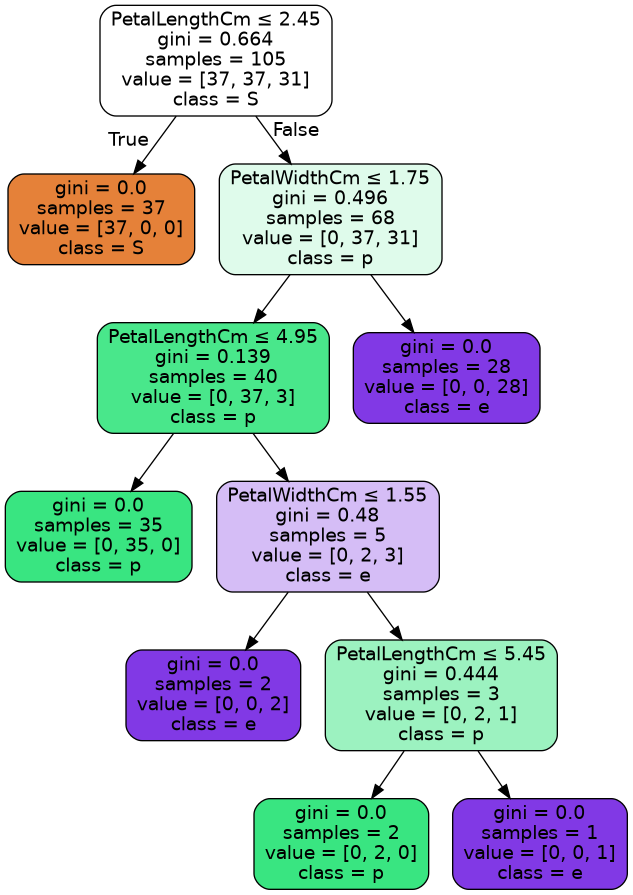 PetalLengthCm ≤ 2.45
gini = 0.664
samples = 105
value = [37, 37, 31]
class = S
True
False
gini = 0.0
samples = 37
value = [37, 0, 0]
class = S
PetalWidthCm ≤ 1.75
gini = 0.496
samples = 68
value = [0, 37, 31]
class = p
PetalLengthCm ≤ 4.95
gini = 0.139
samples = 40
value = [0, 37, 3]
class = p
gini = 0.0
samples = 28
value = [0, 0, 28]
class = e
gini = 0.0
samples = 35
value = [0, 35, 0]
class = p
PetalWidthCm ≤ 1.55
gini = 0.48
samples = 5
value = [0, 2, 3]
class = e
gini = 0.0
samples = 2
value = [0, 0, 2]
class = e
PetalLengthCm ≤ 5.45
gini = 0.444
samples = 3
value = [0, 2, 1]
class = p
gini = 0.0
samples = 2
value = [0, 2, 0]
class = p
gini = 0.0
samples = 1
value = [0, 0, 1]
class = e